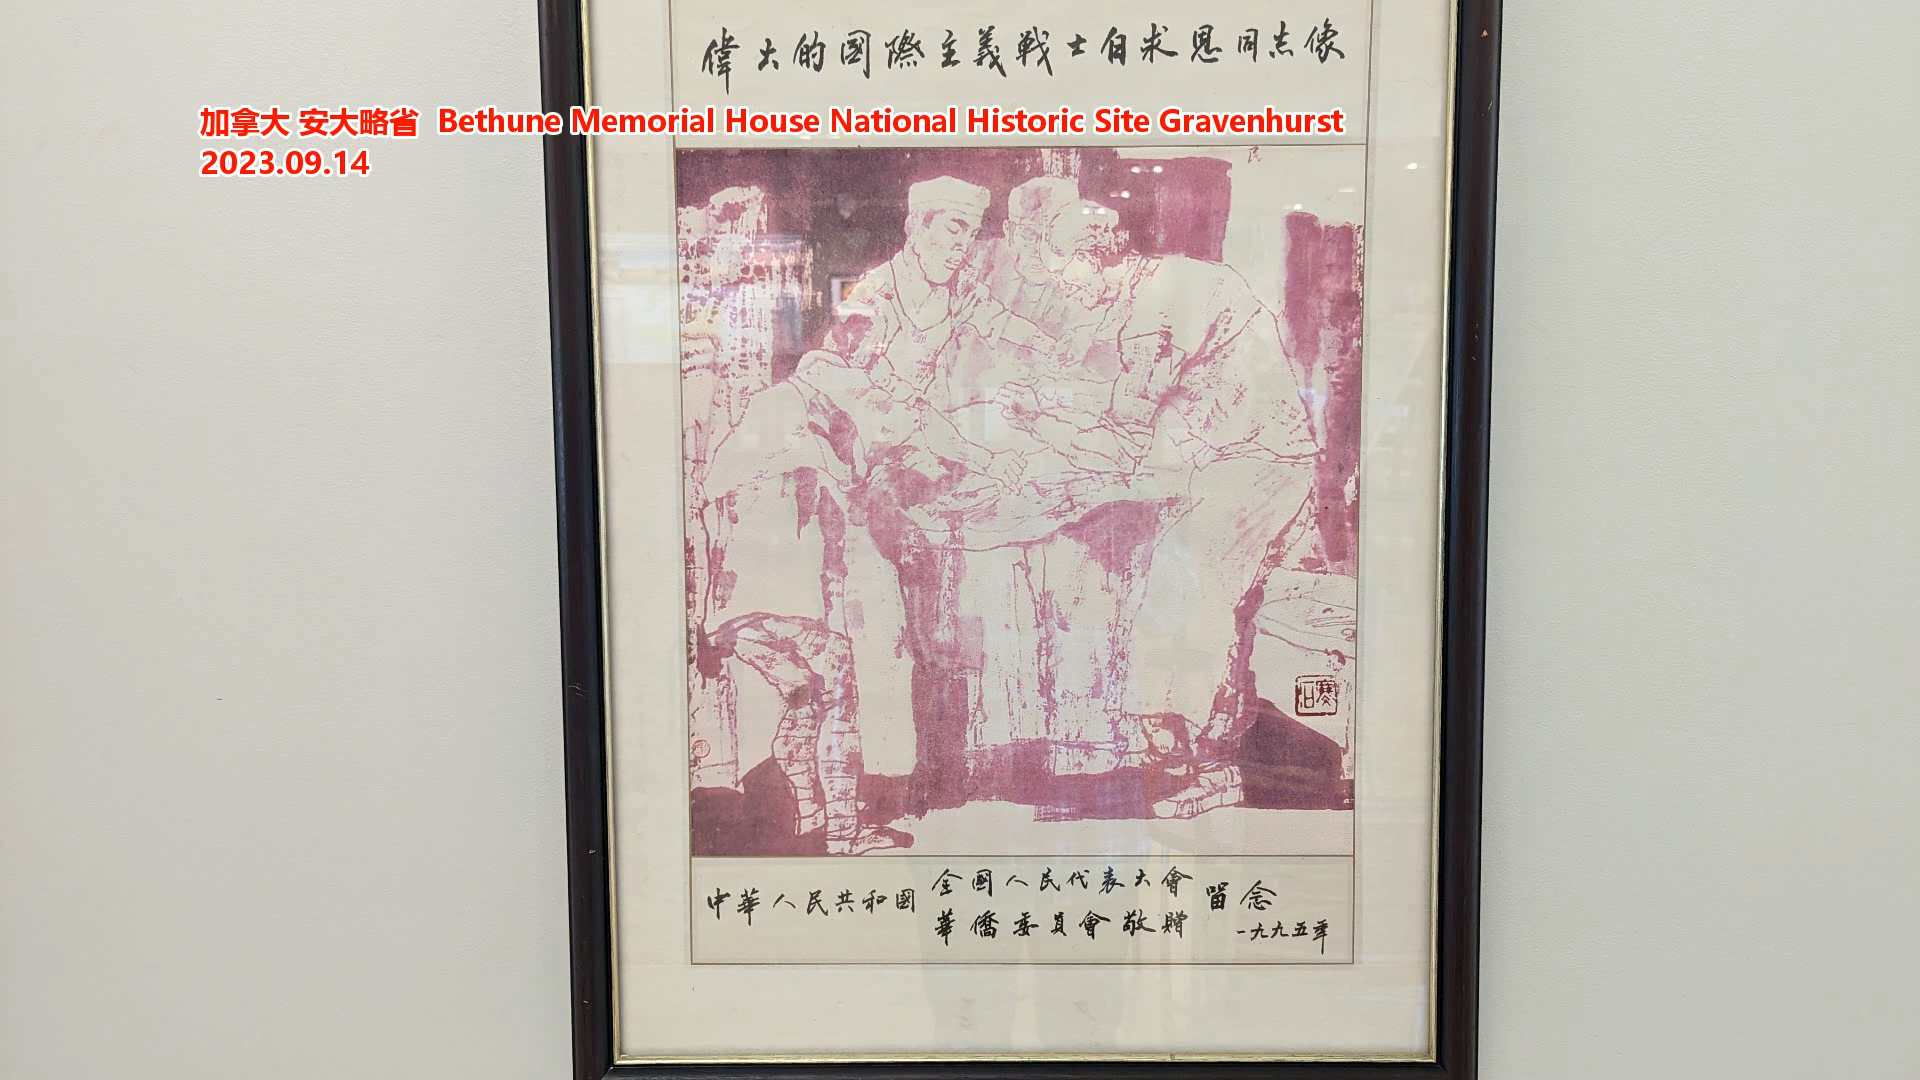 偉大的國際主義戰士白求恩同志像
加拿大 安大略省 Bethune Memorial House National Historic Site Gravenhurst
2023.09.14
民
寒石
中華人民共和國 全國人民代表大會 華僑委員會敬贈 留念
一九九五年